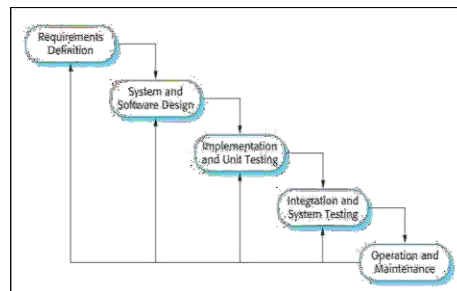 Requirements
Definition
System and
Software Design
Implementation
and Unit Testing
Integration and
System Testing
Operation and
Maintenance